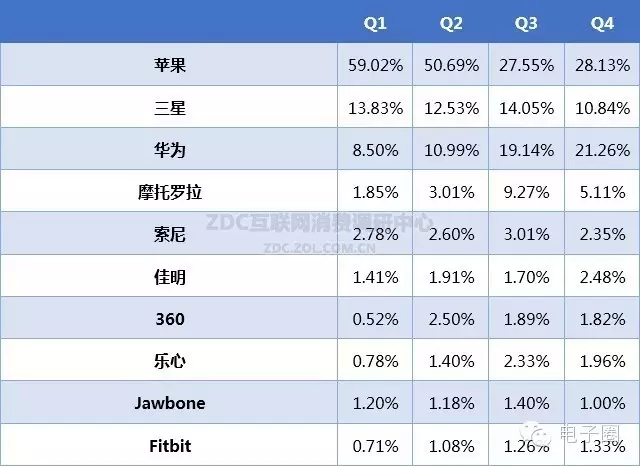 Q1 Q2 Q3 Q4
苹果 59.02% 50.69% 27.55% 28.13%
三星 13.83% 12.53% 14.05% 10.84%
华为 8.50% 10.99% 19.14% 21.26%
摩托罗拉 1.85% 3.01% 9.27% 5.11%
ZDC互联网消费调研中心
索尼 2.78% 2.60% 3.01% 2.35%
ZDC.ZOL.COM.CN
佳明 1.41% 1.91% 1.70% 2.48%
360 0.52% 2.50% 1.89% 1.82%
乐心 0.78% 1.40% 2.33% 1.96%
Jawbone 1.20% 1.18% 1.40% 1.00%
Fitbit 0.71% 1.08% 1.26% 1.33%
电子圈